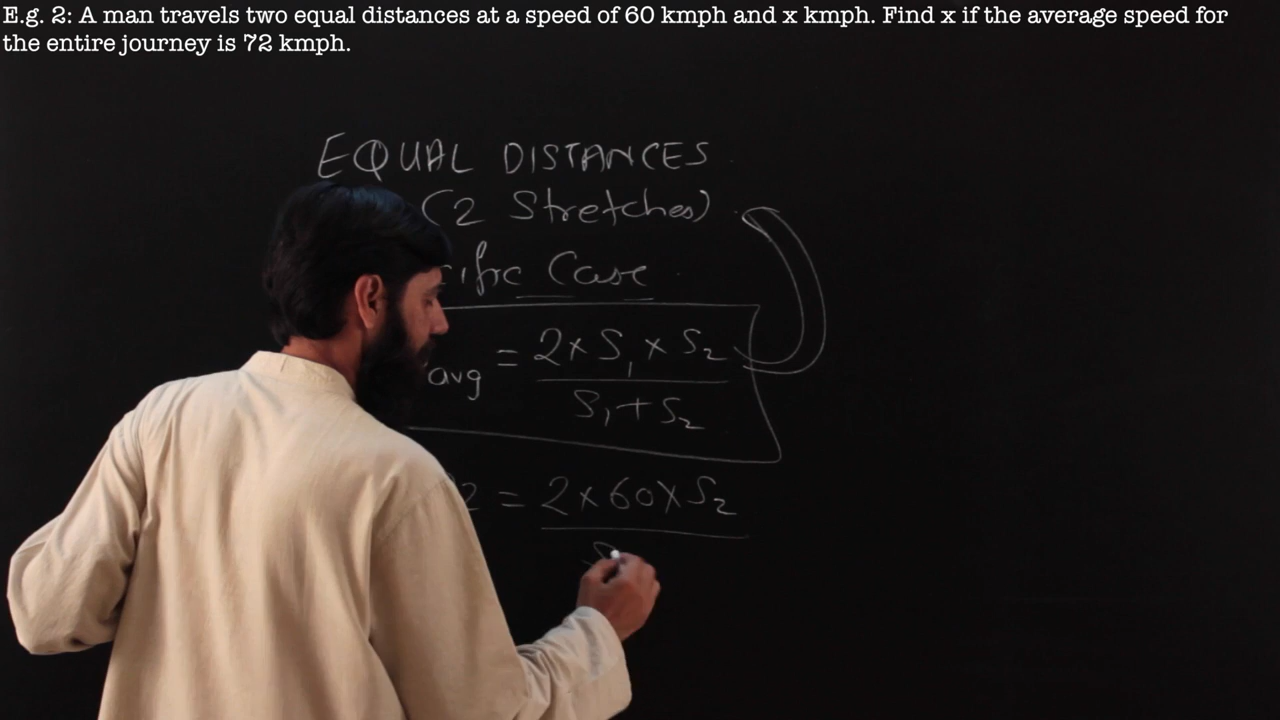 E.g. 2: A man travels two equal distances at a speed of 60 kmph and x kmph. Find x if the average speed for
the entire journey is 72 kmph.
EQUAL DISTANCES
(2 Stretches)
Case
avg = 2 x S₁ x S₂
S₁ + S₂
2 = 2 x 60 x S₂